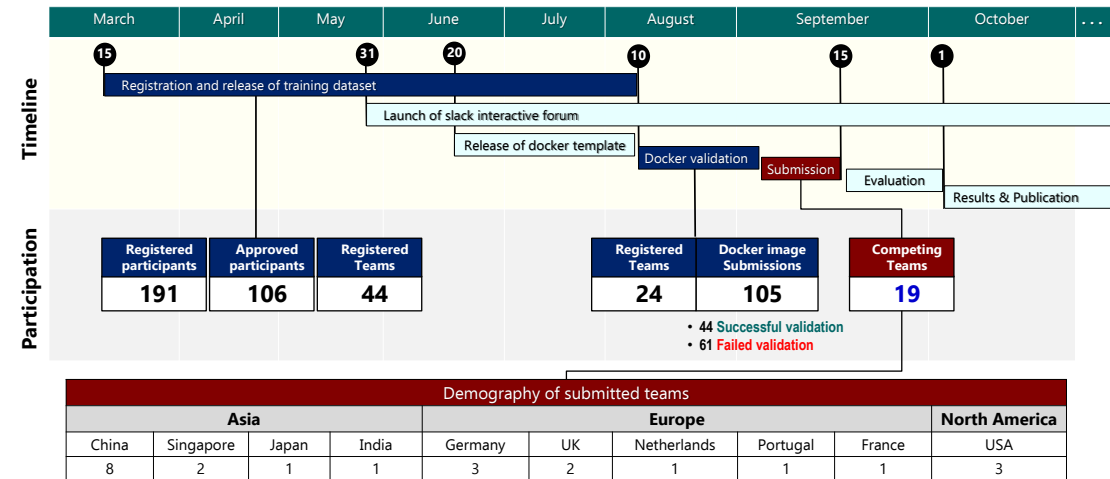 March April May June July August September October ...
Timeline
15 31 20 10 15 1
Registration and release of training dataset
Launch of slack interactive forum
Release of docker template
Docker validation
Submission
Evaluation
Results & Publication
Participation
Registered
participants
191
Approved
participants
106
Registered
Teams
44
Registered
Teams
24
Docker image
Submissions
105
Competing
Teams
19
• 44 Successful validation
• 61 Failed validation
Demography of submitted teams
Asia Europe North America
China Singapore Japan India Germany UK Netherlands Portugal France USA
8 2 1 1 3 2 1 1 1 3